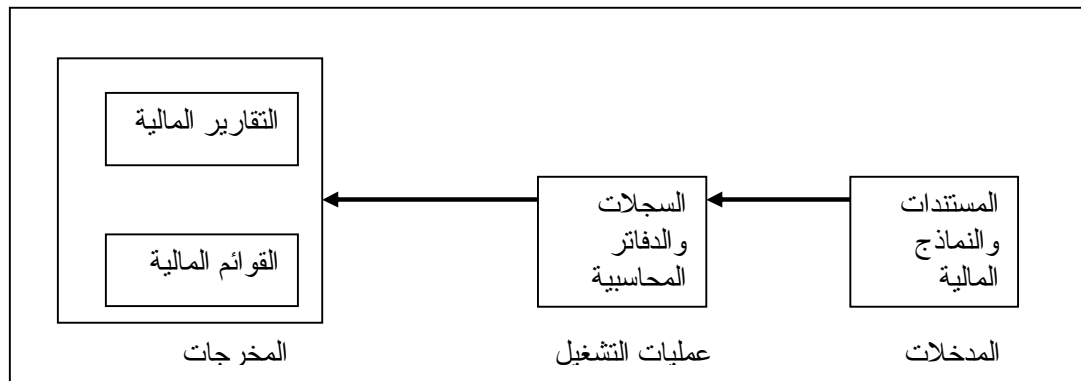 المستندات
والنماذج
المالية
السجلات
والدفاتر
المحاسبية
التقارير المالية
القوائم المالية
المدخلات
عمليات التشغيل
المخرجات